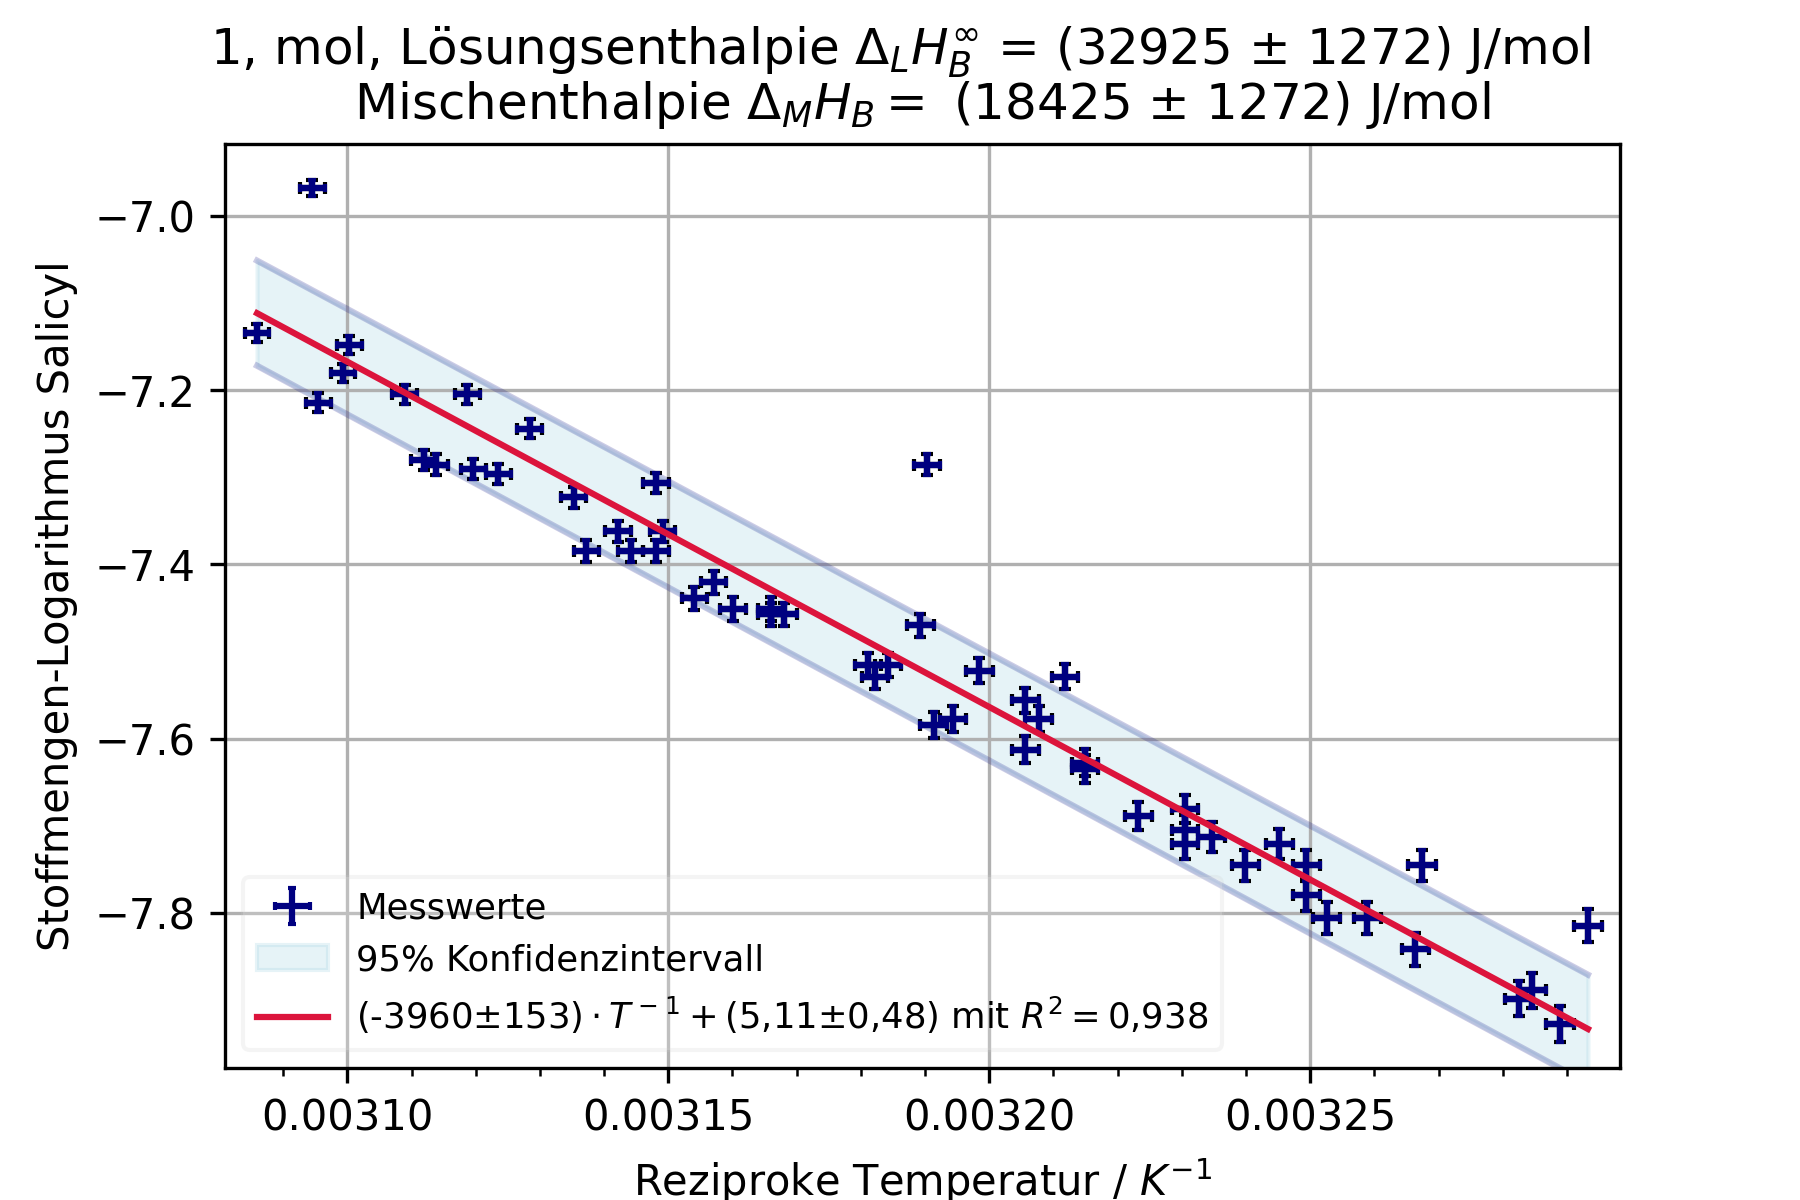 1, mol, Lösungsenthalpie Δ_L H_B^∞ = (32925 ± 1272) J/mol
Mischenthalpie Δ_M H_B = (18425 ± 1272) J/mol
Stoffmengen-Logarithmus Salicyl
−7.0
−7.2
−7.4
−7.6
−7.8
Messwerte
95% Konfidenzintervall
(-3960±153) · T⁻¹ + (5,11±0,48) mit R² = 0,938
0.00310 0.00315 0.00320 0.00325
Reziproke Temperatur / K⁻¹